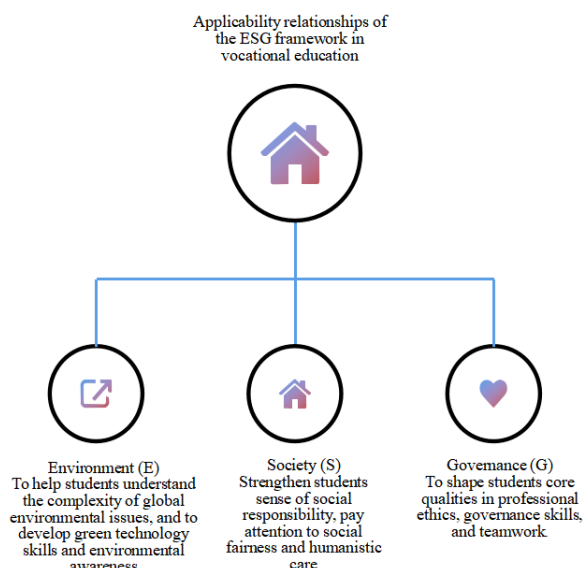 Applicability relationships of
the ESG framework in
vocational education
Environment (E)
To help students understand
the complexity of global
environmental issues, and to
develop green technology
skills and environmental
awareness
Society (S)
Strengthen students
sense of social
responsibility, pay
attention to social
fairness and humanistic
care
Governance (G)
To shape students core
qualities in professional
ethics, governance skills,
and teamwork.